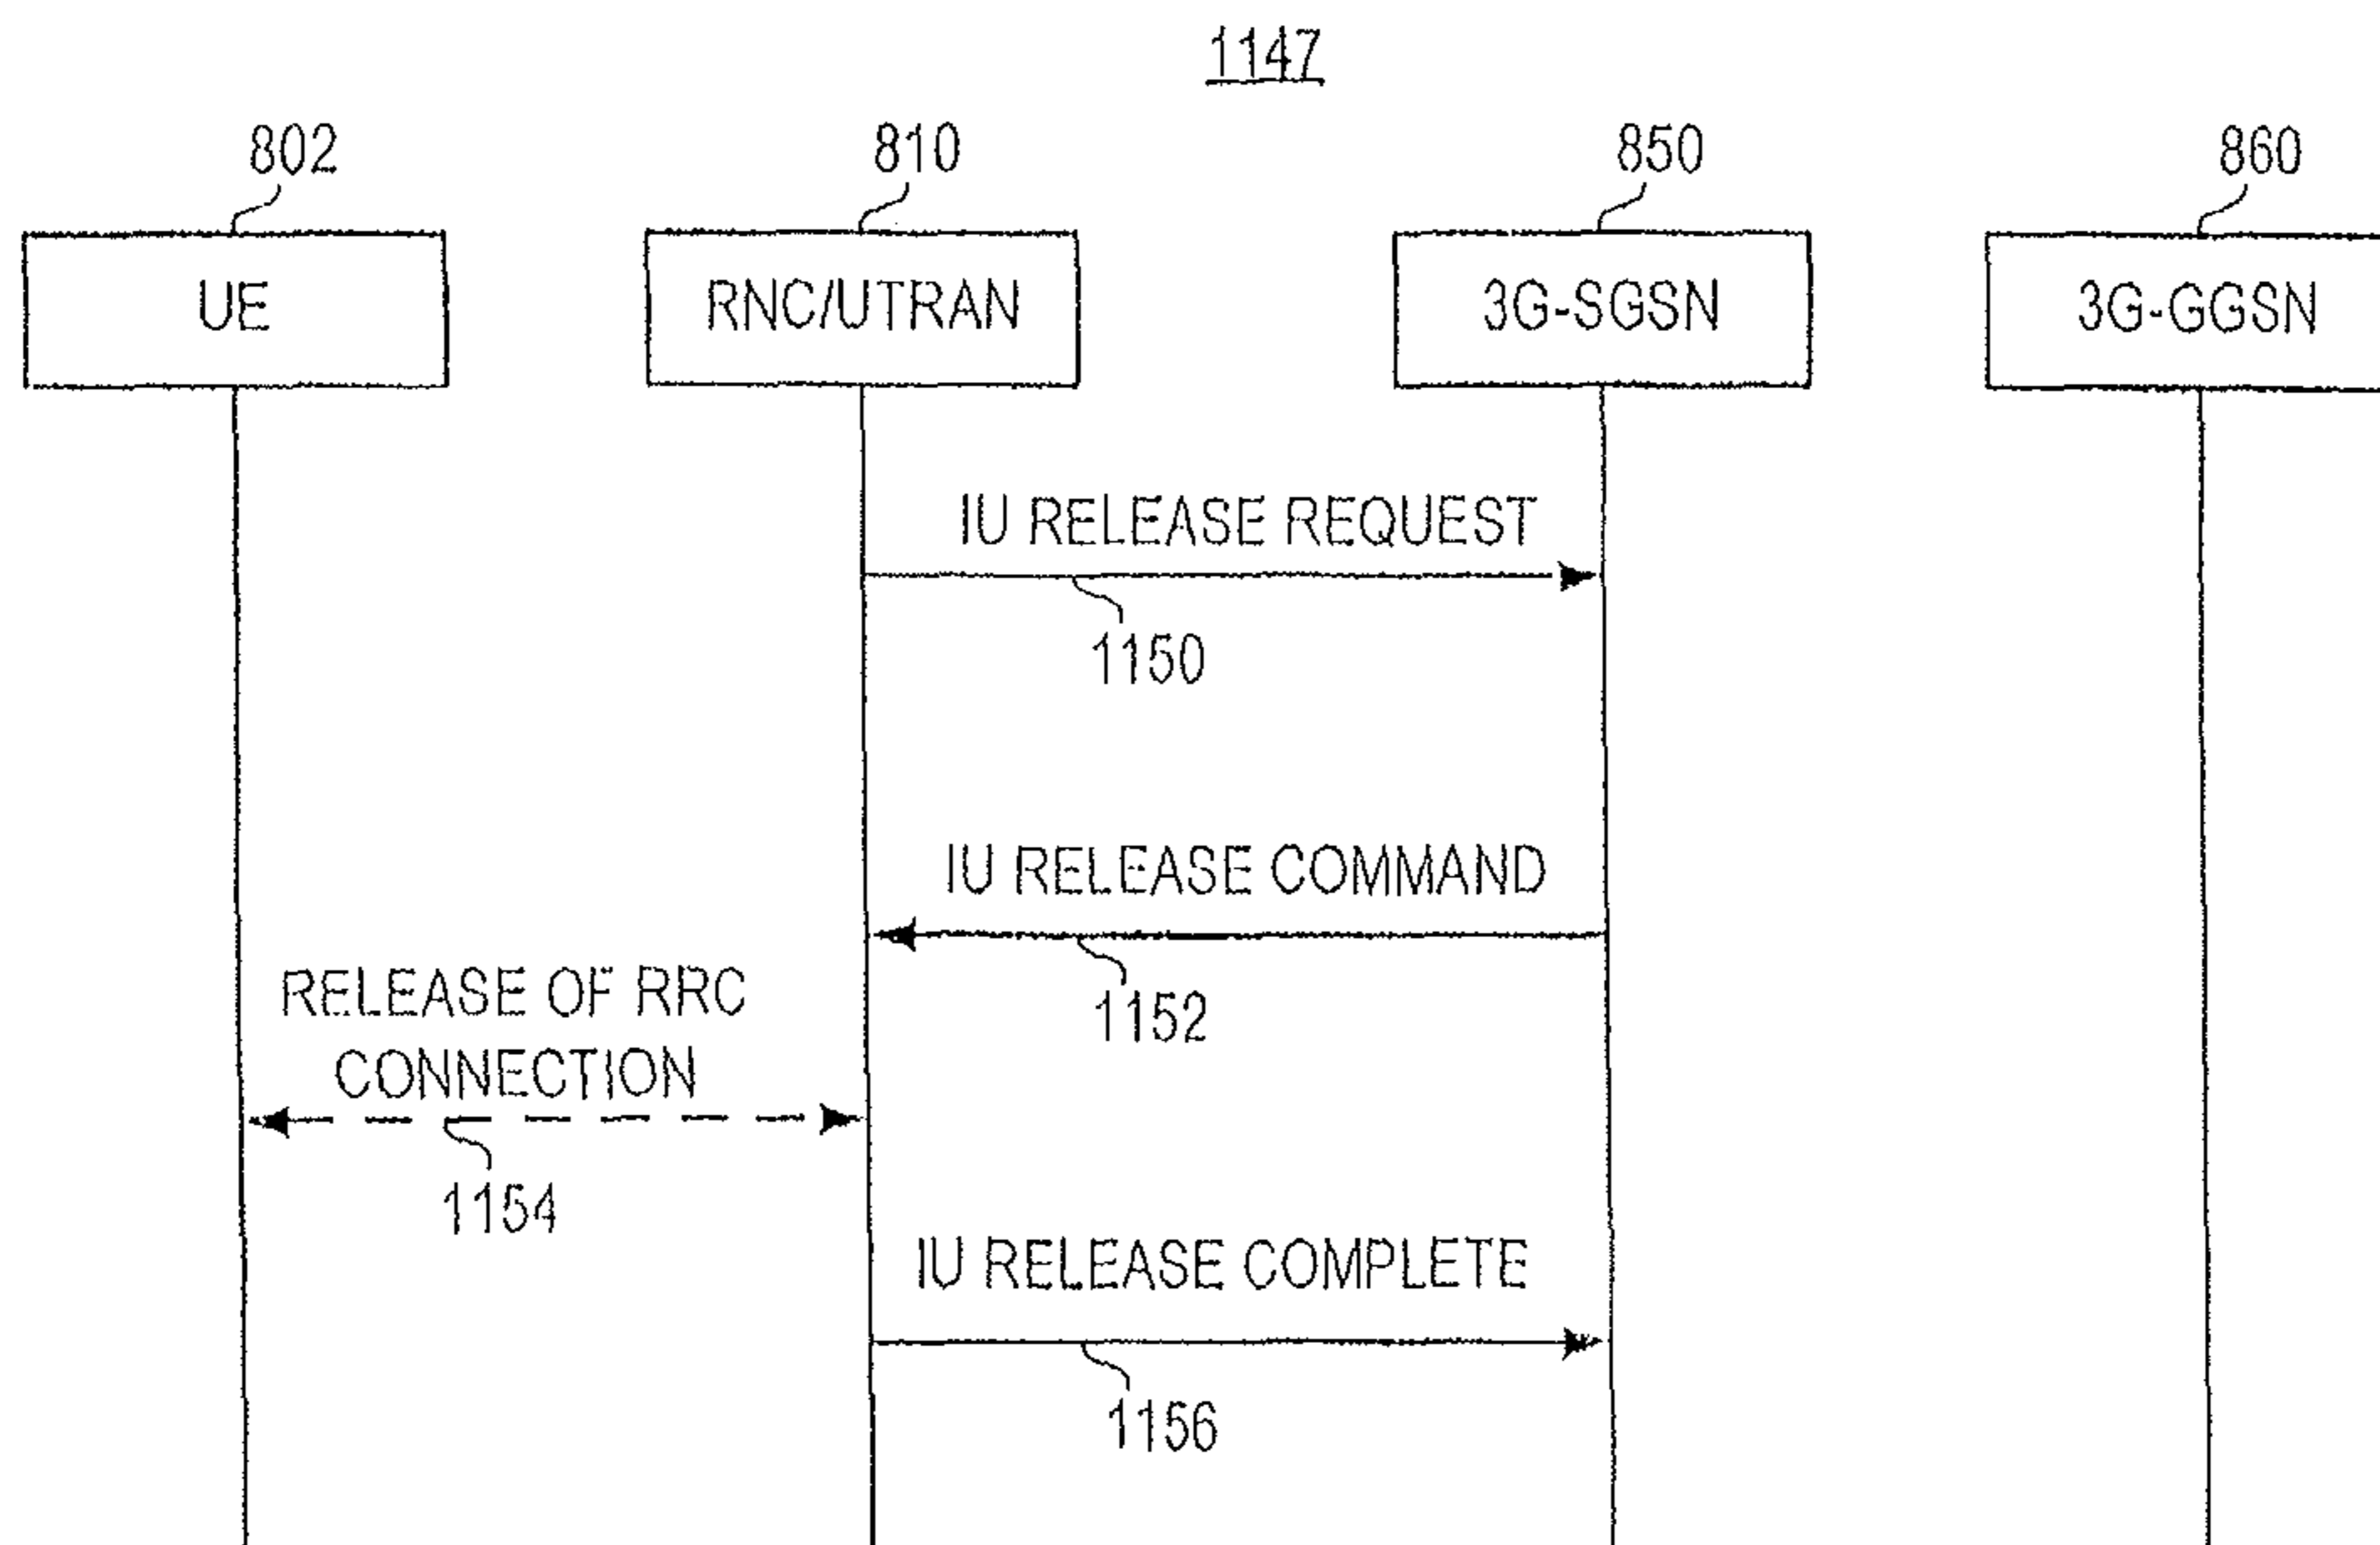 1147
802
810
850
860
UE
RNC/UTRAN
3G-SGSN
3G-GGSN
IU RELEASE REQUEST
1150
IU RELEASE COMMAND
1152
RELEASE OF RRC
CONNECTION
1154
IU RELEASE COMPLETE
1156